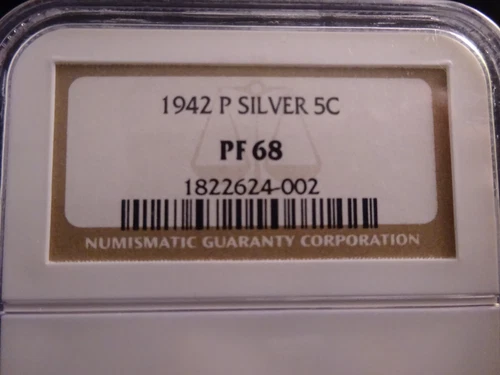 1942 P SILVER 5C
PF 68
1822624-002
NUMISMATIC GUARANTY CORPORATION